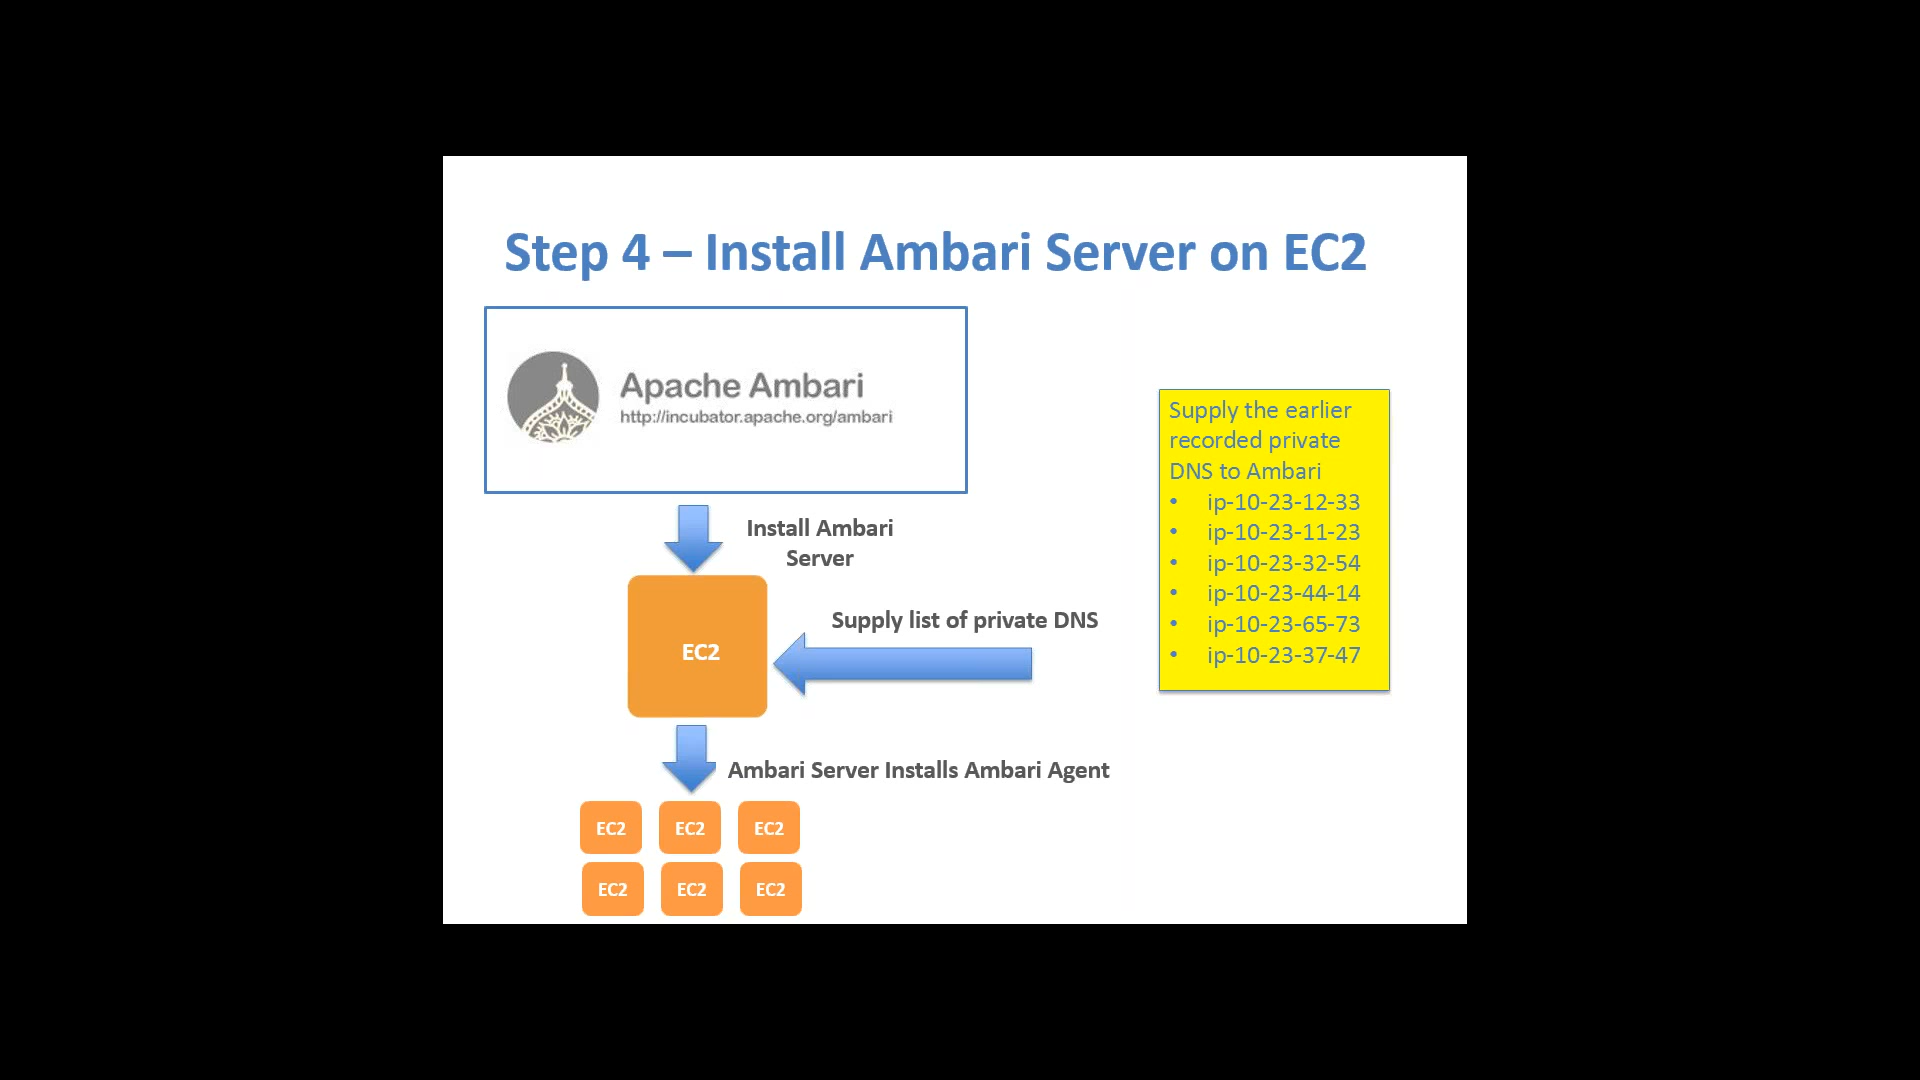 Step 4 – Install Ambari Server on EC2
Apache Ambari
http://incubator.apache.org/ambari
Install Ambari
Server
EC2
Supply list of private DNS
Ambari Server Installs Ambari Agent
EC2 EC2 EC2
EC2 EC2 EC2
Supply the earlier
recorded private
DNS to Ambari
• ip-10-23-12-33
• ip-10-23-11-23
• ip-10-23-32-54
• ip-10-23-44-14
• ip-10-23-65-73
• ip-10-23-37-47